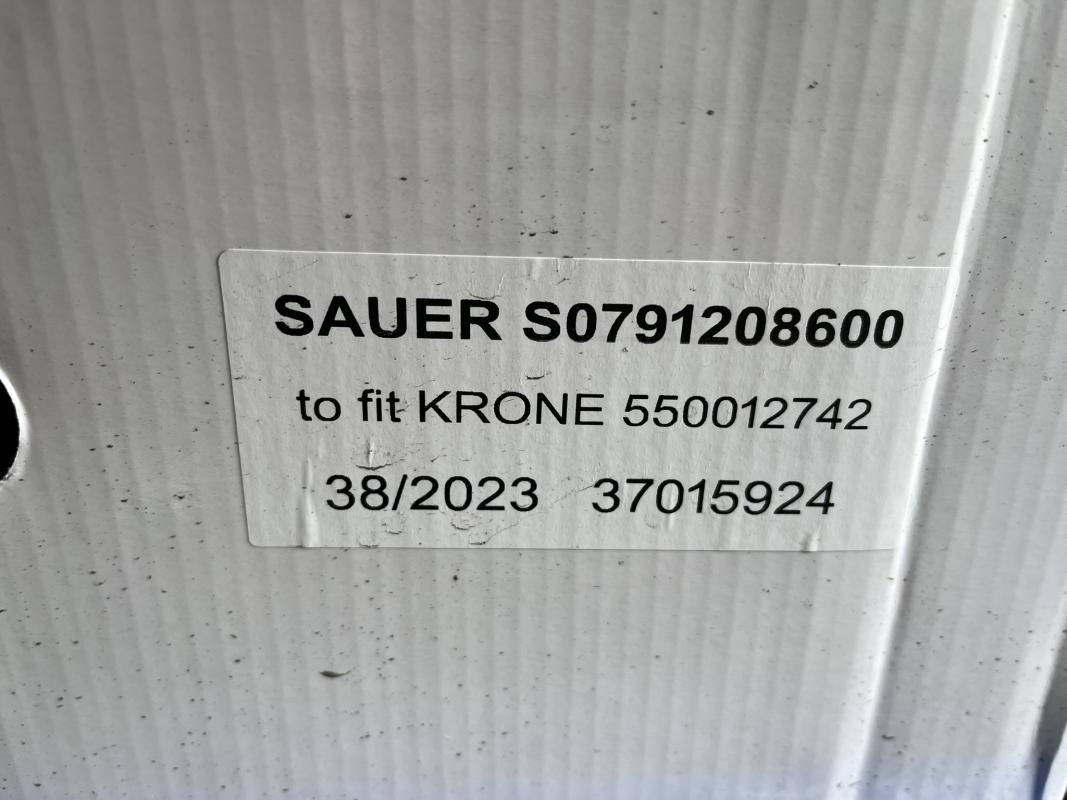 SAUER S0791208600
to fit KRONE 550012742
38/2023 37015924